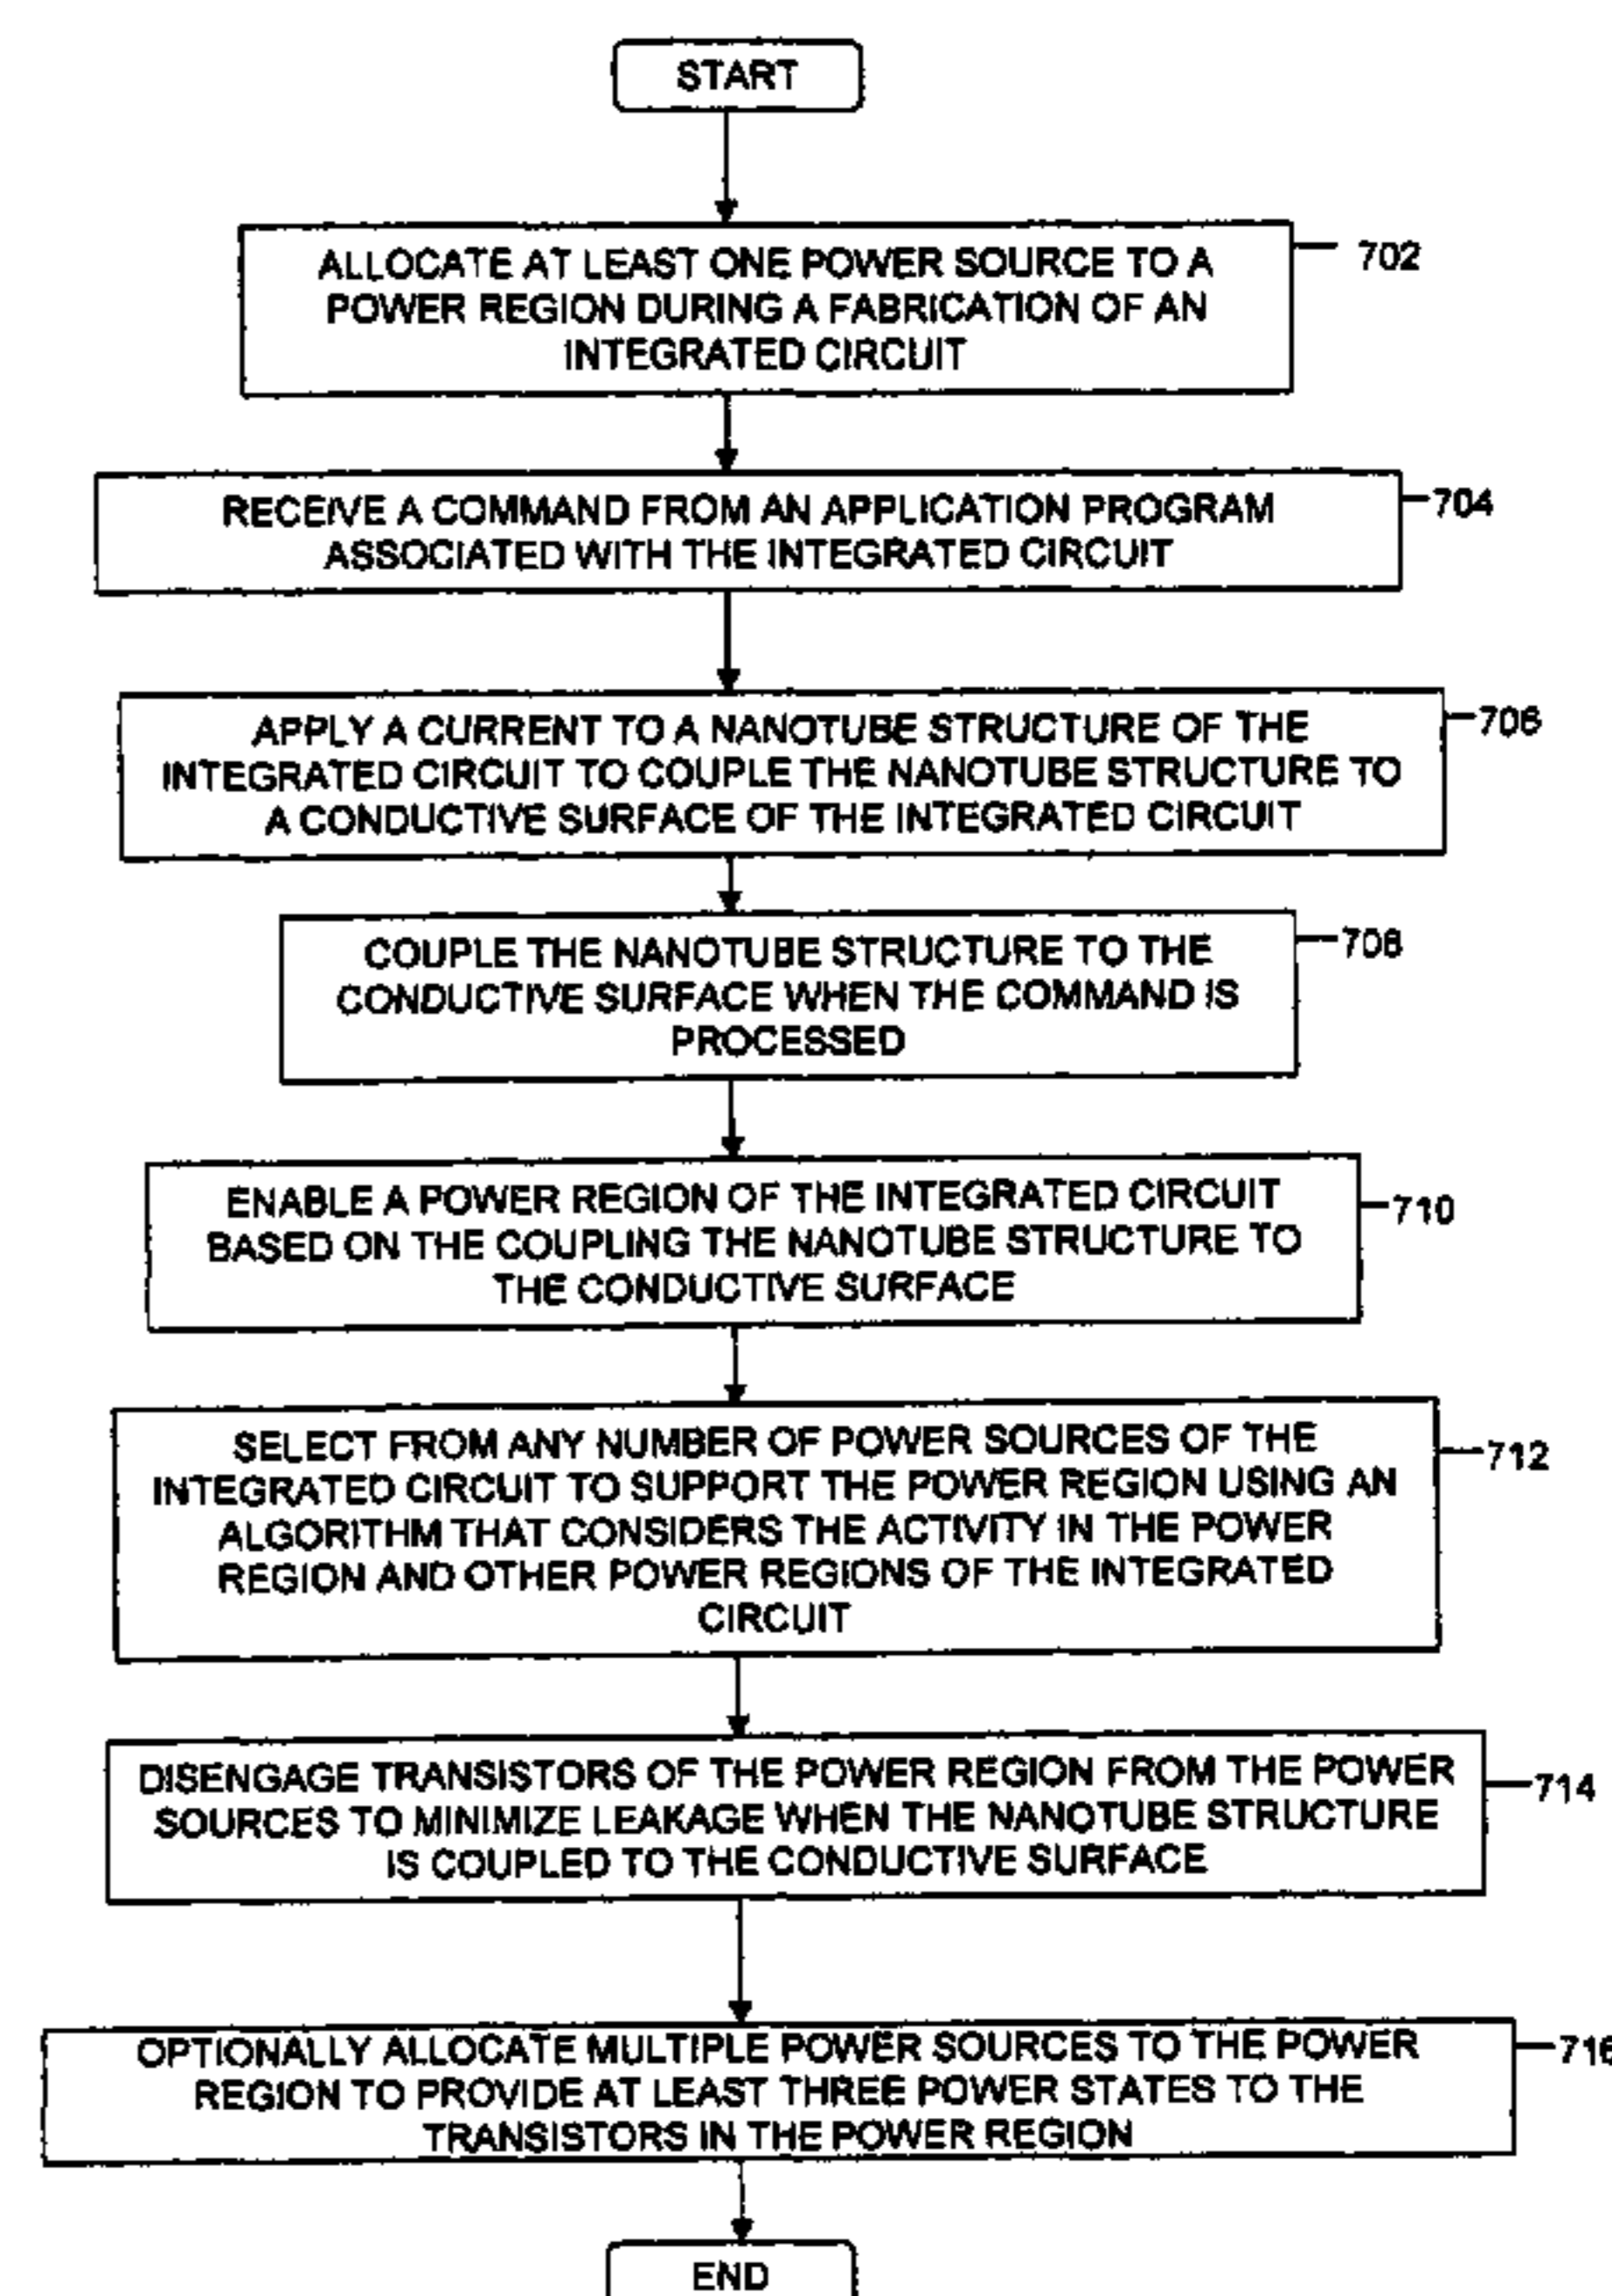 START
ALLOCATE AT LEAST ONE POWER SOURCE TO A
POWER REGION DURING A FABRICATION OF AN
INTEGRATED CIRCUIT
702
RECEIVE A COMMAND FROM AN APPLICATION PROGRAM
ASSOCIATED WITH THE INTEGRATED CIRCUIT
704
APPLY A CURRENT TO A NANOTUBE STRUCTURE OF THE
INTEGRATED CIRCUIT TO COUPLE THE NANOTUBE STRUCTURE TO
A CONDUCTIVE SURFACE OF THE INTEGRATED CIRCUIT
706
COUPLE THE NANOTUBE STRUCTURE TO THE
CONDUCTIVE SURFACE WHEN THE COMMAND IS
PROCESSED
708
ENABLE A POWER REGION OF THE INTEGRATED CIRCUIT
BASED ON THE COUPLING THE NANOTUBE STRUCTURE TO
THE CONDUCTIVE SURFACE
710
SELECT FROM ANY NUMBER OF POWER SOURCES OF THE
INTEGRATED CIRCUIT TO SUPPORT THE POWER REGION USING AN
ALGORITHM THAT CONSIDERS THE ACTIVITY IN THE POWER
REGION AND OTHER POWER REGIONS OF THE INTEGRATED
CIRCUIT
712
DISENGAGE TRANSISTORS OF THE POWER REGION FROM THE POWER
SOURCES TO MINIMIZE LEAKAGE WHEN THE NANOTUBE STRUCTURE
IS COUPLED TO THE CONDUCTIVE SURFACE
714
OPTIONALLY ALLOCATE MULTIPLE POWER SOURCES TO THE POWER
REGION TO PROVIDE AT LEAST THREE POWER STATES TO THE
TRANSISTORS IN THE POWER REGION
716
END